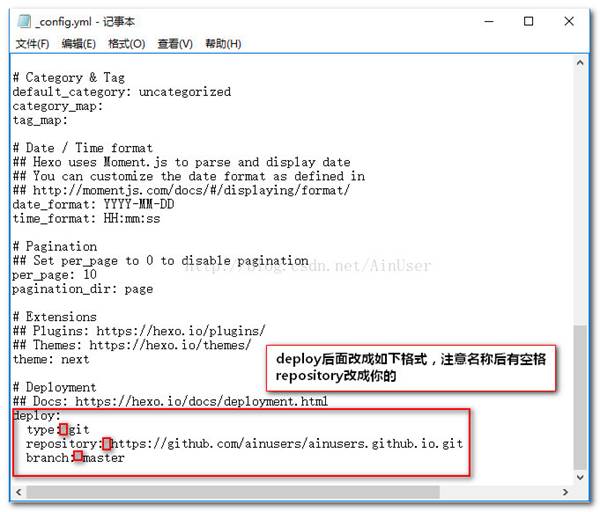 _config.yml - 记事本
文件(F) 编辑(E) 格式(O) 查看(V) 帮助(H)
# Category & Tag
default_category: uncategorized
category_map:
tag_map:
# Date / Time format
## Hexo uses Moment.js to parse and display date
## You can customize the date format as defined in
## http://momentjs.com/docs/#/displaying/format/
date_format: YYYY-MM-DD
time_format: HH:mm:ss
# Pagination
## Set per_page to 0 to disable pagination
http://blog.csdn.net/AinUser
per_page: 10
pagination_dir: page
# Extensions
## Plugins: https://hexo.io/plugins/
## Themes: https://hexo.io/themes/
theme: next
deploy后面改成如下格式，注意名称后有空格
repository改成你的
# Deployment
## Docs: https://hexo.io/docs/deployment.html
deploy:
type: git
repository: https://github.com/ainusers/ainusers.github.io.git
branch: master